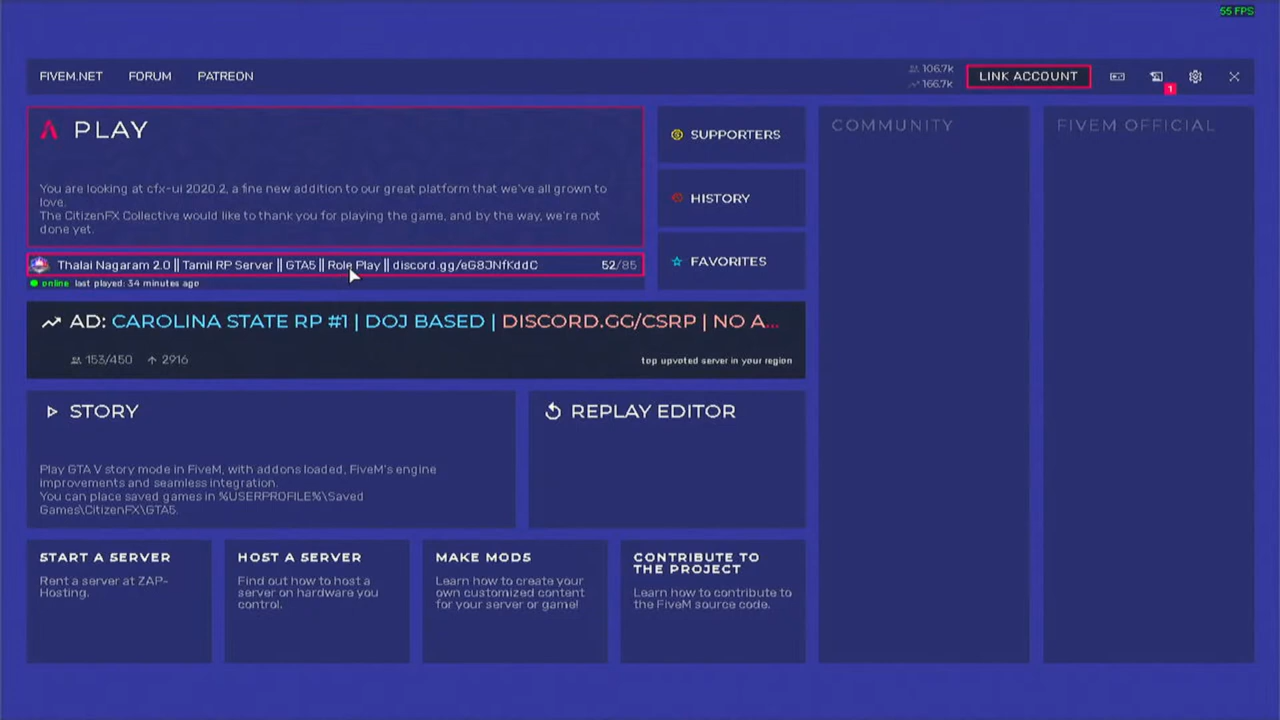 55 FPS
FIVEM.NET FORUM PATREON
106.7k
166.7k
LINK ACCOUNT
1
PLAY
You are looking at cfx-ui 2020.2, a fine new addition to our great platform that we've all grown to
love.
The CitizenFX Collective would like to thank you for playing the game, and by the way, we're not
done yet.
Thalai Nagaram 2.0 || Tamil RP Server || GTA5 || Role Play || discord.gg/eG8JNfKddC 52/85
online last played: 34 minutes ago
SUPPORTERS
HISTORY
FAVORITES
COMMUNITY
FIVEM OFFICIAL
AD: CAROLINA STATE RP #1 | DOJ BASED | DISCORD.GG/CSRP | NO A...
153/450 2916
top upvoted server in your region
STORY
Play GTA V story mode in FiveM, with addons loaded, FiveM's engine
improvements and seamless integration.
You can place saved games in %USERPROFILE%\Saved
Games\CitizenFX\GTA5.
REPLAY EDITOR
START A SERVER
Rent a server at ZAP-
Hosting.
HOST A SERVER
Find out how to host a
server on hardware you
control.
MAKE MODS
Learn how to create your
own customized content
for your server or game!
CONTRIBUTE TO
THE PROJECT
Learn how to contribute to
the FiveM source code.